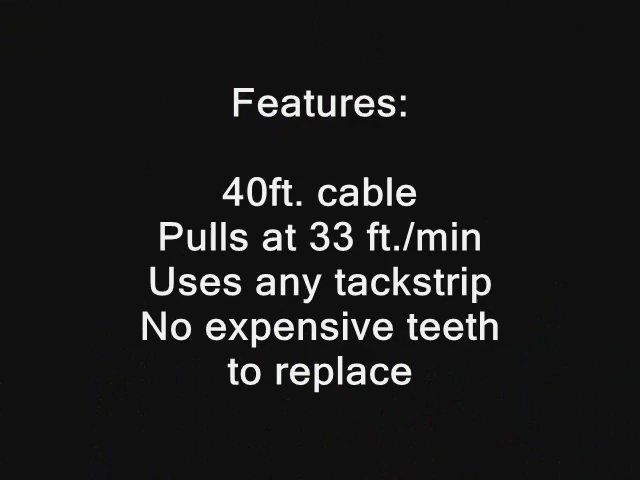 Features:
40ft. cable
Pulls at 33 ft./min
Uses any tackstrip
No expensive teeth
to replace